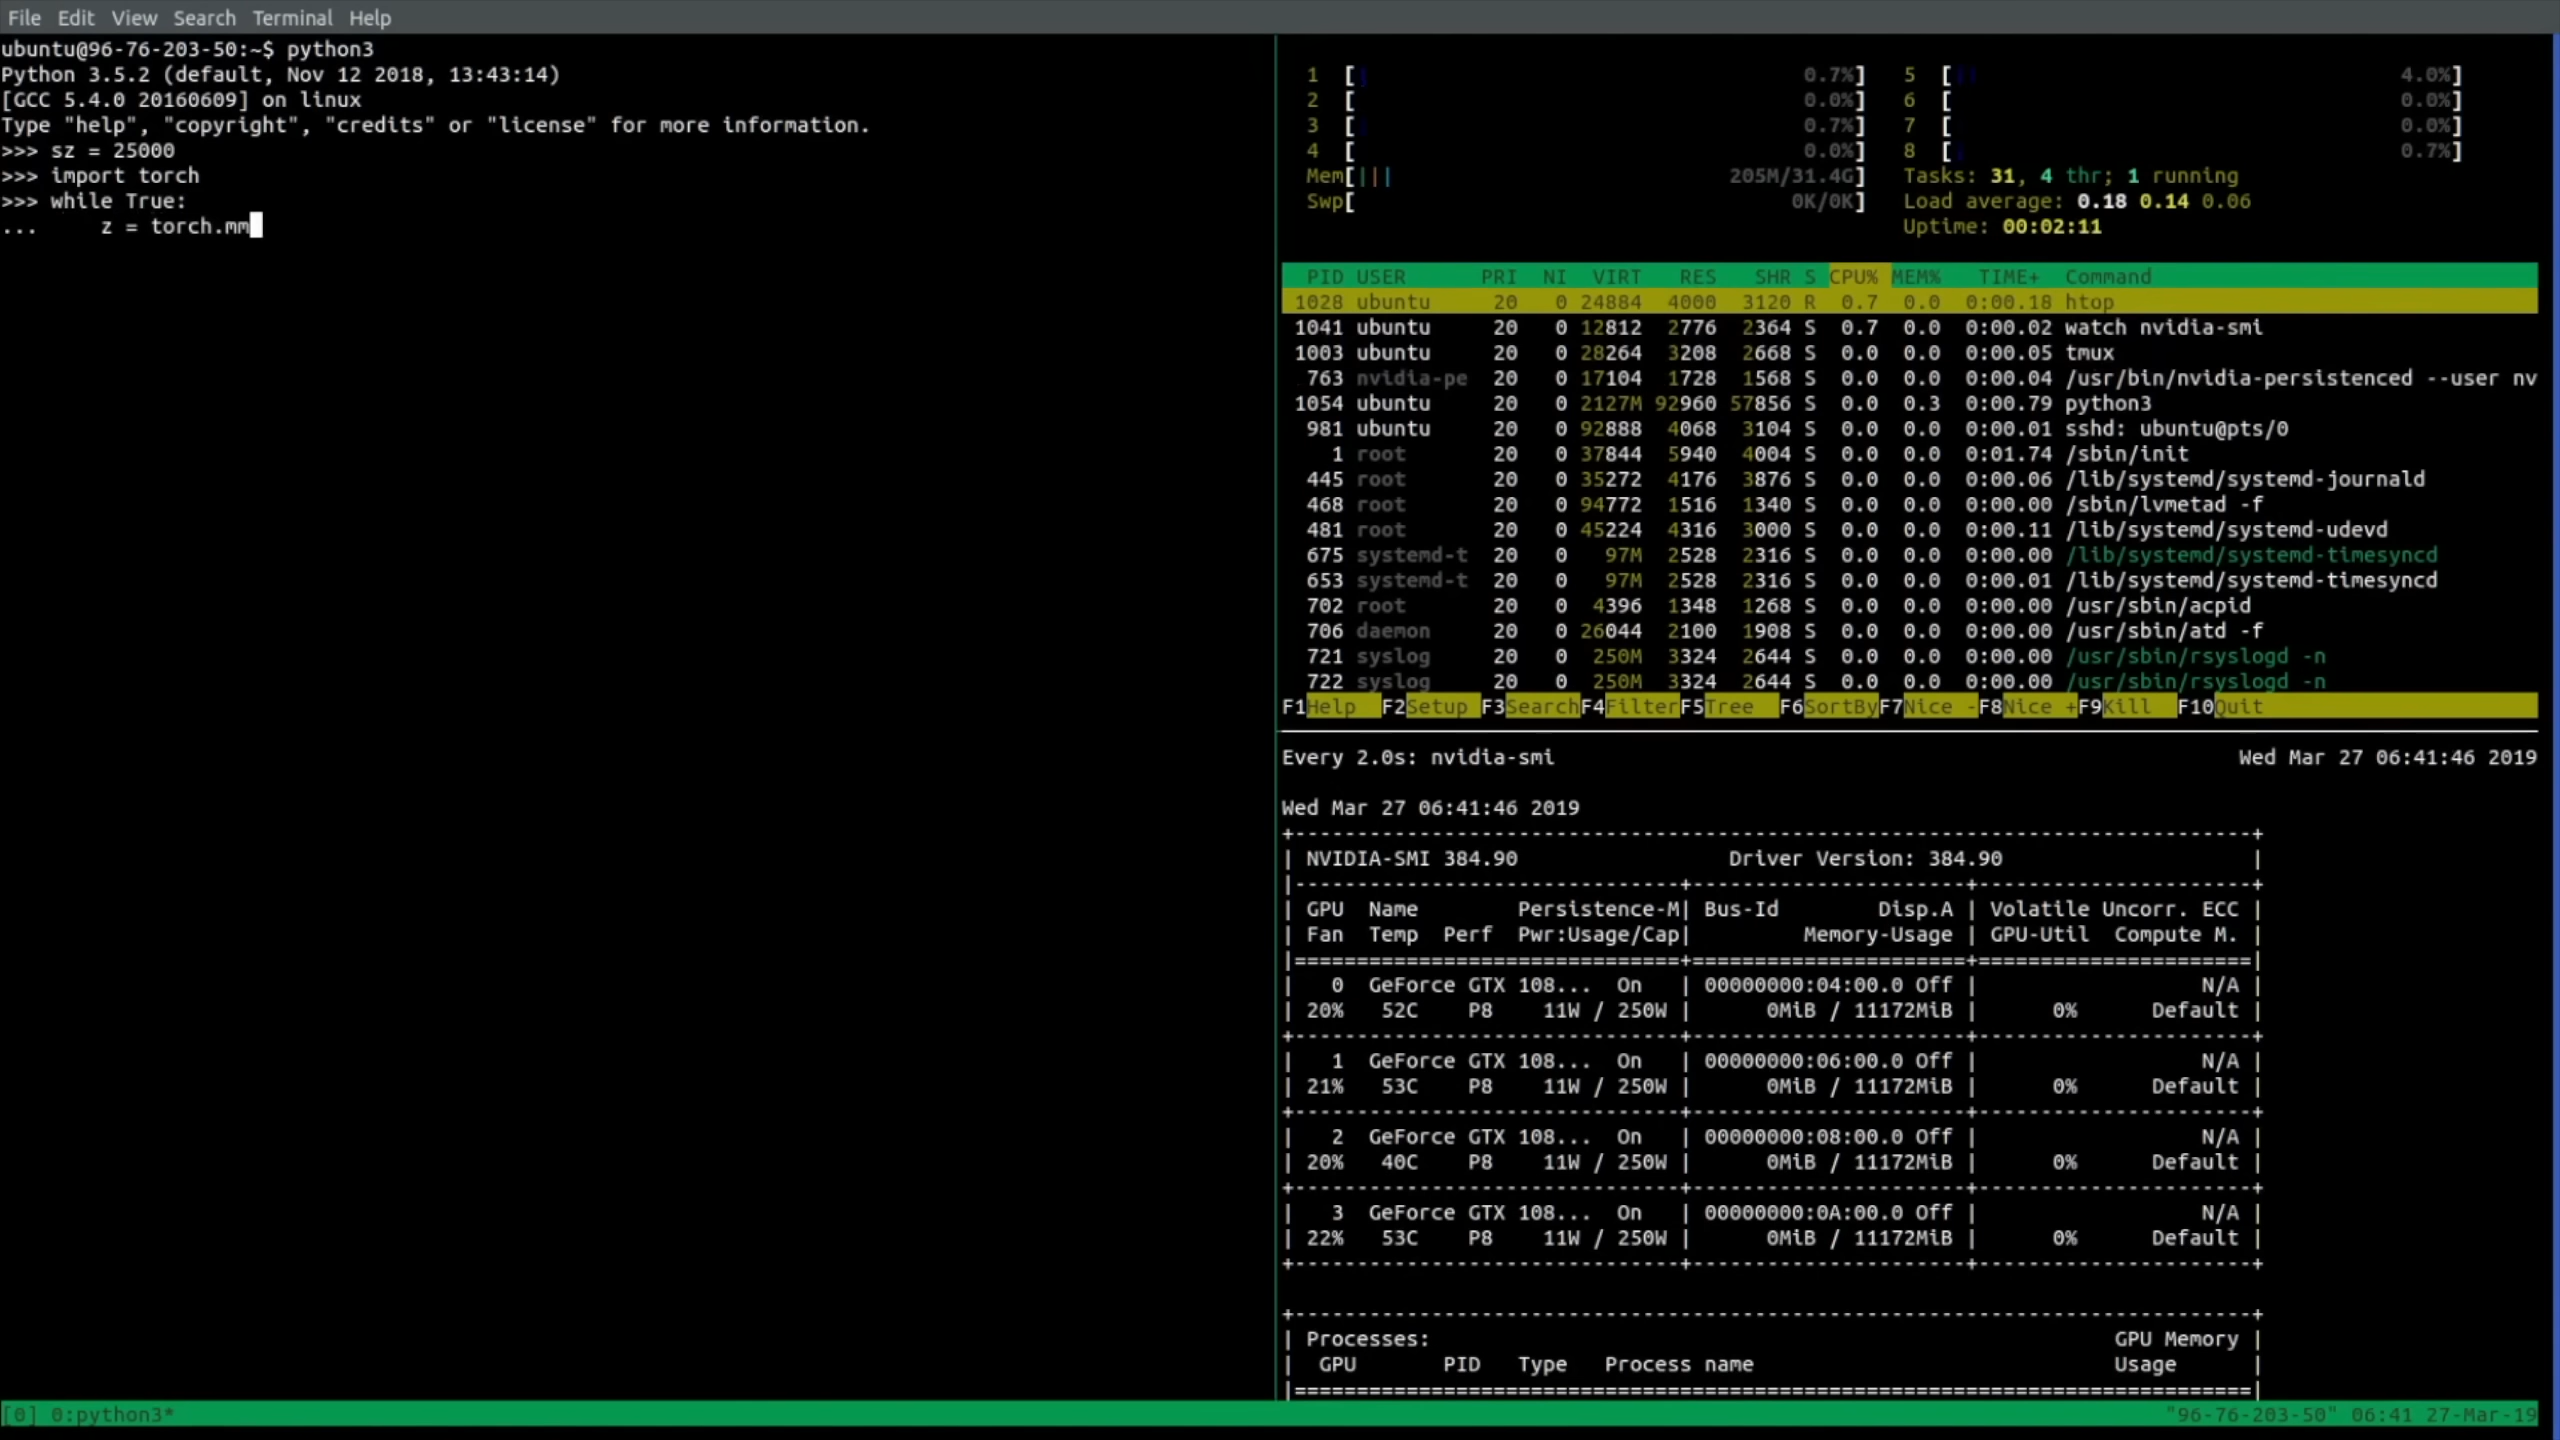 File Edit View Search Terminal Help
ubuntu@96-76-203-50:~$ python3
Python 3.5.2 (default, Nov 12 2018, 13:43:14)
[GCC 5.4.0 20160609] on linux
Type "help", "copyright", "credits" or "license" for more information.
>>> sz = 25000
>>> import torch
>>> while True:
...     z = torch.mm
1 [ 0.7%] 5 [ 4.0%]
2 [ 0.0%] 6 [ 0.0%]
3 [ 0.7%] 7 [ 0.0%]
4 [ 0.0%] 8 [ 0.7%]
Mem[||| 205M/31.4G] Tasks: 31, 4 thr; 1 running
Swp[ 0K/0K] Load average: 0.18 0.14 0.06
Uptime: 00:02:11
PID USER PRI NI VIRT RES SHR S CPU% MEM% TIME+ Command
1028 ubuntu 20 0 24884 4000 3120 R 0.7 0.0 0:00.18 htop
1041 ubuntu 20 0 12812 2776 2364 S 0.7 0.0 0:00.02 watch nvidia-smi
1003 ubuntu 20 0 28264 3208 2668 S 0.0 0.0 0:00.05 tmux
763 nvidia-pe 20 0 17104 1728 1568 S 0.0 0.0 0:00.04 /usr/bin/nvidia-persistenced --user nv
1054 ubuntu 20 0 2127M 92960 57856 S 0.0 0.3 0:00.79 python3
981 ubuntu 20 0 92888 4068 3104 S 0.0 0.0 0:00.01 sshd: ubuntu@pts/0
1 root 20 0 37844 5940 4004 S 0.0 0.0 0:01.74 /sbin/init
445 root 20 0 35272 4176 3876 S 0.0 0.0 0:00.06 /lib/systemd/systemd-journald
468 root 20 0 94772 1516 1340 S 0.0 0.0 0:00.00 /sbin/lvmetad -f
481 root 20 0 45224 4316 3000 S 0.0 0.0 0:00.11 /lib/systemd/systemd-udevd
675 systemd-t 20 0 97M 2528 2316 S 0.0 0.0 0:00.00 /lib/systemd/systemd-timesyncd
653 systemd-t 20 0 97M 2528 2316 S 0.0 0.0 0:00.01 /lib/systemd/systemd-timesyncd
702 root 20 0 4396 1348 1268 S 0.0 0.0 0:00.00 /usr/sbin/acpid
706 daemon 20 0 26044 2100 1908 S 0.0 0.0 0:00.00 /usr/sbin/atd -f
721 syslog 20 0 250M 3324 2644 S 0.0 0.0 0:00.00 /usr/sbin/rsyslogd -n
722 syslog 20 0 250M 3324 2644 S 0.0 0.0 0:00.00 /usr/sbin/rsyslogd -n
F1Help F2Setup F3SearchF4FilterF5Tree F6SortByF7Nice -F8Nice +F9Kill F10Quit
Every 2.0s: nvidia-smi Wed Mar 27 06:41:46 2019
Wed Mar 27 06:41:46 2019
+-----------------------------------------------------------------------------+
| NVIDIA-SMI 384.90                 Driver Version: 384.90                    |
|-------------------------------+----------------------+----------------------+
| GPU  Name        Persistence-M| Bus-Id        Disp.A | Volatile Uncorr. ECC |
| Fan  Temp  Perf  Pwr:Usage/Cap|         Memory-Usage | GPU-Util  Compute M. |
|===============================+======================+======================|
|   0  GeForce GTX 108...  On   | 00000000:04:00.0 Off |                  N/A |
| 20%   52C    P8    11W / 250W |      0MiB / 11172MiB |      0%      Default |
+-------------------------------+----------------------+----------------------+
|   1  GeForce GTX 108...  On   | 00000000:06:00.0 Off |                  N/A |
| 21%   53C    P8    11W / 250W |      0MiB / 11172MiB |      0%      Default |
+-------------------------------+----------------------+----------------------+
|   2  GeForce GTX 108...  On   | 00000000:08:00.0 Off |                  N/A |
| 20%   40C    P8    11W / 250W |      0MiB / 11172MiB |      0%      Default |
+-------------------------------+----------------------+----------------------+
|   3  GeForce GTX 108...  On   | 00000000:0A:00.0 Off |                  N/A |
| 22%   53C    P8    11W / 250W |      0MiB / 11172MiB |      0%      Default |
+-------------------------------+----------------------+----------------------+
+-----------------------------------------------------------------------------+
| Processes:                                                       GPU Memory |
|  GPU       PID   Type   Process name                             Usage      |
|=============================================================================|
[0] 0:python3* "96-76-203-50" 06:41 27-Mar-19